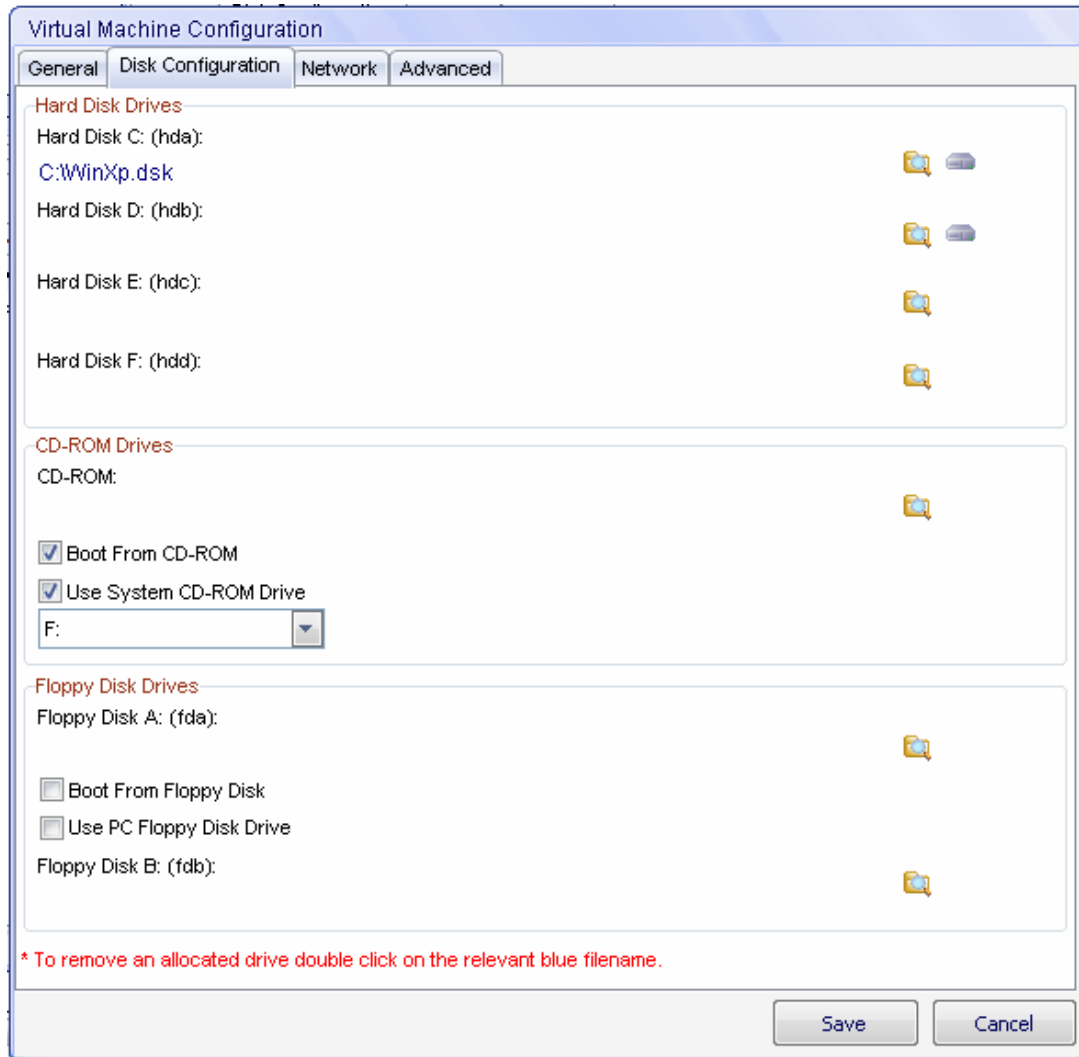 Virtual Machine Configuration
General Disk Configuration Network Advanced
Hard Disk Drives
Hard Disk C: (hda):
C:\WinXp.dsk
Hard Disk D: (hdb):
Hard Disk E: (hdc):
Hard Disk F: (hdd):
CD-ROM Drives
CD-ROM:
Boot From CD-ROM
Use System CD-ROM Drive
F:
Floppy Disk Drives
Floppy Disk A: (fda):
Boot From Floppy Disk
Use PC Floppy Disk Drive
Floppy Disk B: (fdb):
* To remove an allocated drive double click on the relevant blue filename.
Save Cancel